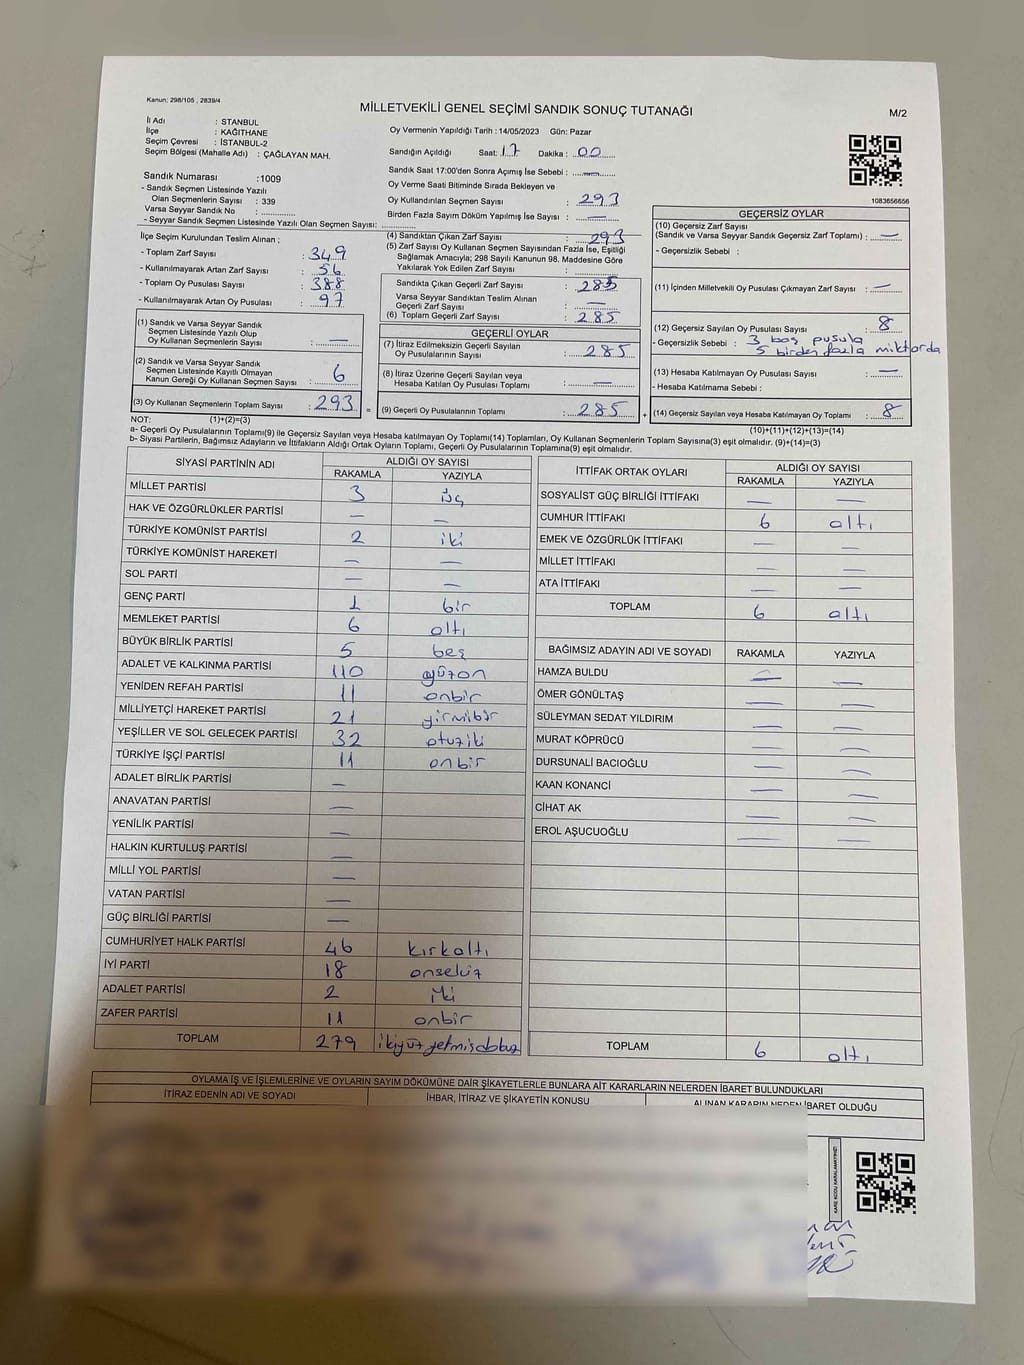 Kanun; 298/105 ; 2839/4
MİLLETVEKİLİ GENEL SEÇİMİ SANDIK SONUÇ TUTANAĞI
M/2
İl Adı : STANBUL
İlçe : KAĞITHANE
Seçim Çevresi : İSTANBUL-2
Seçim Bölgesi (Mahalle Adı) : ÇAĞLAYAN MAH.
Sandık Numarası :1009
- Sandık Seçmen Listesinde Yazılı
Olan Seçmenlerin Sayısı : 339
Varsa Seyyar Sandık No :
- Seyyar Sandık Seçmen Listesinde Yazılı Olan Seçmen Sayısı:
Oy Vermenin Yapıldığı Tarih : 14/05/2023 Gün: Pazar
Sandığın Açıldığı Saat: 17 Dakika : 00
Sandık Saat 17:00'den Sonra Açılmış İse Sebebi : —
Oy Verme Saati Bitiminde Sırada Bekleyen ve
Oy Kullandırılan Seçmen Sayısı : 293
Birden Fazla Sayım Döküm Yapılmış İse Sayısı : —
1083656656
İlçe Seçim Kurulundan Teslim Alınan ;
- Toplam Zarf Sayısı : 349
- Kullanılmayarak Artan Zarf Sayısı : 56
- Toplam Oy Pusulası Sayısı : 388
- Kullanılmayarak Artan Oy Pusulası : 97
(1) Sandık ve Varsa Seyyar Sandık
Seçmen Listesinde Yazılı Olup
Oy Kullanan Seçmenlerin Sayısı : —
(2) Sandık ve Varsa Seyyar Sandık
Seçmen Listesinde Kayıtlı Olmayan
Kanun Gereği Oy Kullanan Seçmen Sayısı : 6
(3) Oy Kullanan Seçmenlerin Toplam Sayısı : 293
(4) Sandıktan Çıkan Zarf Sayısı : 293
(5) Zarf Sayısı Oy Kullanan Seçmen Sayısından Fazla İse, Eşitliği
Sağlamak Amacıyla; 298 Sayılı Kanunun 98. Maddesine Göre
Yakılarak Yok Edilen Zarf Sayısı :
Sandıkta Çıkan Geçerli Zarf Sayısı : 285
Varsa Seyyar Sandıktan Teslim Alınan
Geçerli Zarf Sayısı : —
(6) Toplam Geçerli Zarf Sayısı : 285
GEÇERLİ OYLAR
(7) İtiraz Edilmeksizin Geçerli Sayılan
Oy Pusulalarının Sayısı : 285
(8) İtiraz Üzerine Geçerli Sayılan veya
Hesaba Katılan Oy Pusulası Toplamı : —
= (9) Geçerli Oy Pusulalarının Toplamı : 285 +
GEÇERSİZ OYLAR
(10) Geçersiz Zarf Sayısı
(Sandık ve Varsa Seyyar Sandık Geçersiz Zarf Toplamı) : —
- Geçersizlik Sebebi :
(11) İçinden Milletvekili Oy Pusulası Çıkmayan Zarf Sayısı : —
(12) Geçersiz Sayılan Oy Pusulası Sayısı : 8
- Geçersizlik Sebebi : 3 boş pusula
5 birden fazla miktarda
(13) Hesaba Katılmayan Oy Pusulası Sayısı : —
- Hesaba Katılmama Sebebi :
(14) Geçersiz Sayılan veya Hesaba Katılmayan Oy Toplamı : 8
NOT: (1)+(2)=(3)
(10)+(11)+(12)+(13)=(14)
a- Geçerli Oy Pusulalarının Toplamı(9) ile Geçersiz Sayılan veya Hesaba katılmayan Oy Toplamı(14) Toplamları, Oy Kullanan Seçmenlerin Toplam Sayısına(3) eşit olmalıdır. (9)+(14)=(3)
b- Siyasi Partilerin, Bağımsız Adayların ve İttifakların Aldığı Ortak Oyların Toplamı, Geçerli Oy Pusulalarının Toplamına(9) eşit olmalıdır.
SİYASİ PARTİNİN ADI ALDIĞI OY SAYISI
RAKAMLA YAZIYLA
MİLLET PARTİSİ 3 üç
HAK VE ÖZGÜRLÜKLER PARTİSİ — —
TÜRKİYE KOMÜNİST PARTİSİ 2 iki
TÜRKİYE KOMÜNİST HAREKETİ — —
SOL PARTİ — —
GENÇ PARTİ 1 bir
MEMLEKET PARTİSİ 6 altı
BÜYÜK BİRLİK PARTİSİ 5 beş
ADALET VE KALKINMA PARTİSİ 110 yüzon
YENİDEN REFAH PARTİSİ 11 onbir
MİLLİYETÇİ HAREKET PARTİSİ 21 yirmibir
YEŞİLLER VE SOL GELECEK PARTİSİ 32 otuziki
TÜRKİYE İŞÇİ PARTİSİ 11 onbir
ADALET BİRLİK PARTİSİ —
ANAVATAN PARTİSİ —
YENİLİK PARTİSİ —
HALKIN KURTULUŞ PARTİSİ —
MİLLİ YOL PARTİSİ —
VATAN PARTİSİ —
GÜÇ BİRLİĞİ PARTİSİ —
CUMHURİYET HALK PARTİSİ 46 kırkaltı
İYİ PARTİ 18 onsekiz
ADALET PARTİSİ 2 iki
ZAFER PARTİSİ 11 onbir
TOPLAM 279 ikiyüzyetmişdokuz
İTTİFAK ORTAK OYLARI ALDIĞI OY SAYISI
RAKAMLA YAZIYLA
SOSYALİST GÜÇ BİRLİĞİ İTTİFAKI — —
CUMHUR İTTİFAKI 6 altı
EMEK VE ÖZGÜRLÜK İTTİFAKI — —
MİLLET İTTİFAKI — —
ATA İTTİFAKI — —
TOPLAM 6 altı
BAĞIMSIZ ADAYIN ADI VE SOYADI RAKAMLA YAZIYLA
HAMZA BULDU — —
ÖMER GÖNÜLTAŞ — —
SÜLEYMAN SEDAT YILDIRIM — —
MURAT KÖPRÜCÜ — —
DURSUNALİ BACIOĞLU — —
KAAN KONANCİ — —
CİHAT AK — —
EROL AŞUCUOĞLU — —
TOPLAM 6 altı
OYLAMA İŞ VE İŞLEMLERİNE VE OYLARIN SAYIM DÖKÜMÜNE DAİR ŞİKAYETLERLE BUNLARA AİT KARARLARIN NELERDEN İBARET BULUNDUKLARI
İTİRAZ EDENİN ADI VE SOYADI İHBAR, İTİRAZ VE ŞİKAYETİN KONUSU ALINAN KARARIN NEDEN İBARET OLDUĞU
KARE KODU KARALAMAYINIZ!